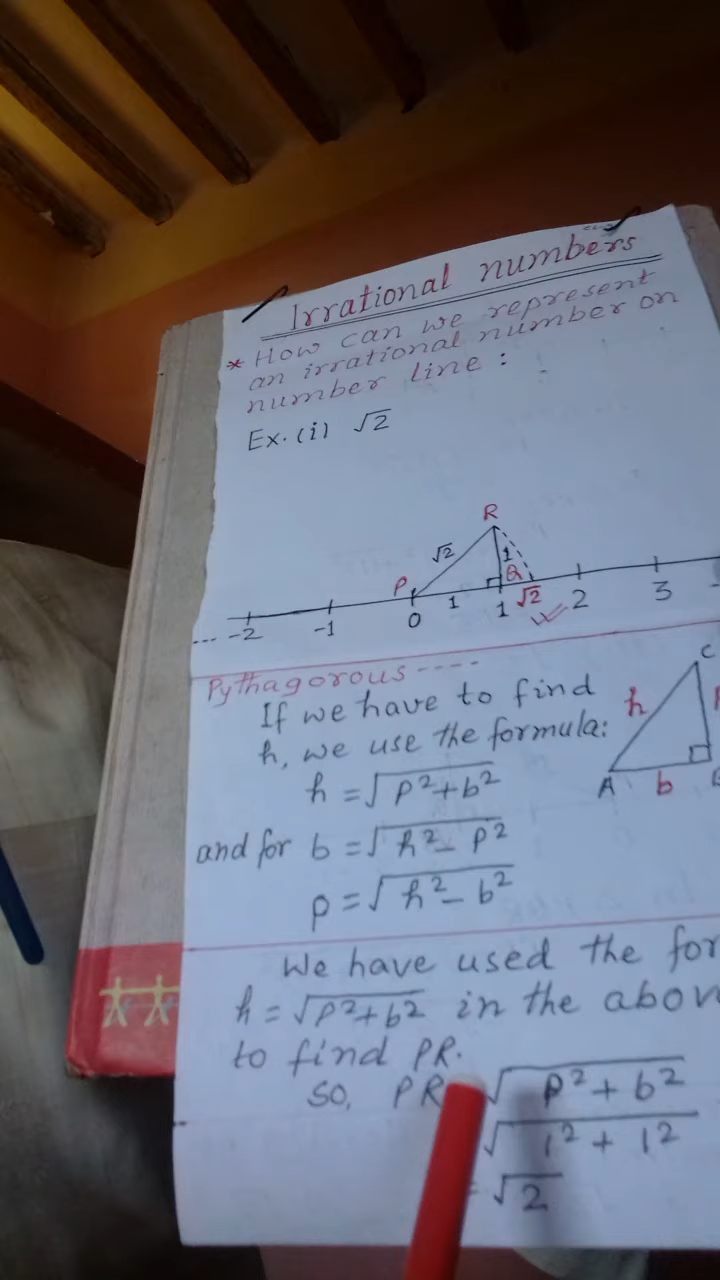 Irrational numbers
* How can we represent
an irrational number on
number line :
Ex. (i) √2
R
√2
1
P
Q
1
... -2 -1 0 1 √2 2 3
Pythagorous ----
If we have to find
h, we use the formula:
h = √p²+b²
and for b = √h²- p²
p = √h²- b²
C
h
A b
We have used the
h = √p²+b² in the
to find PR.
So, PR √p² + b²
√1² + 1²
= √2